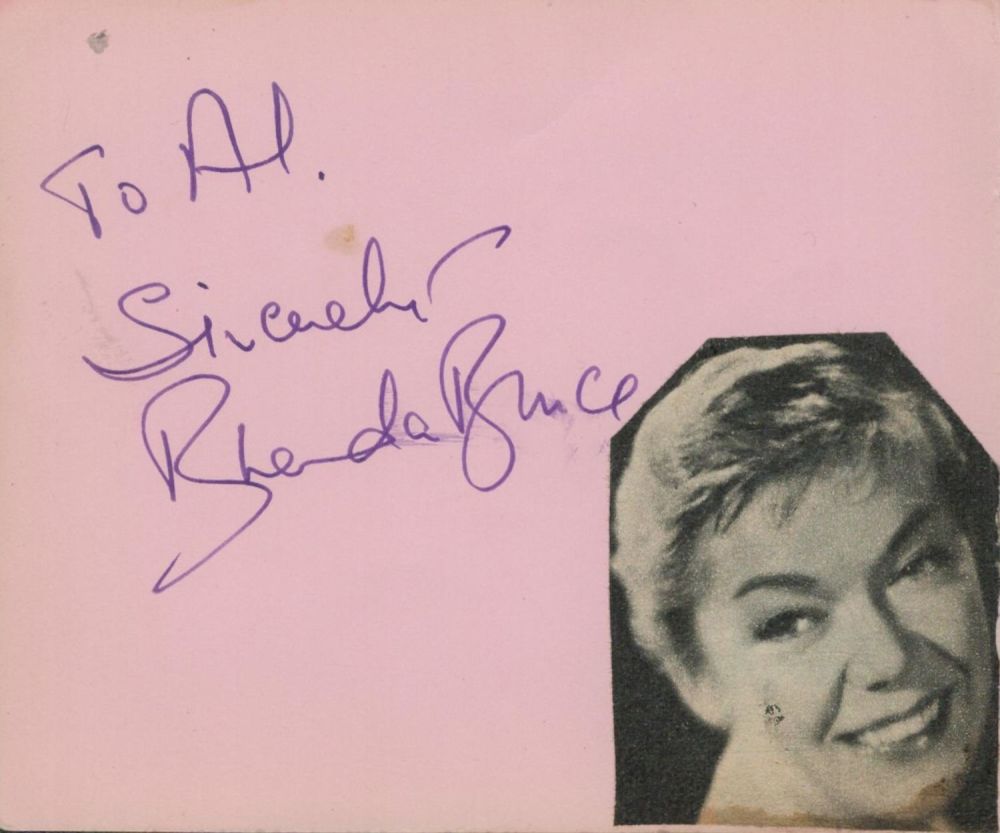 To Al.
Sincerely
Brenda Bruce